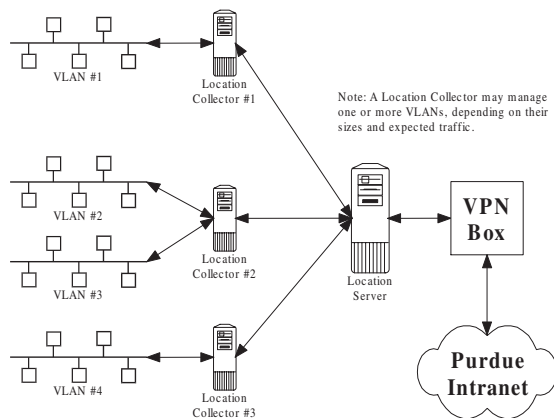 VLAN #1
Location
Collector #1
Note: A Location Collector may manage
one or more VLANs, depending on their
sizes and expected traffic.
VLAN #2
VLAN #3
Location
Collector #2
Location
Server
VPN
Box
VLAN #4
Location
Collector #3
Purdue
Intranet